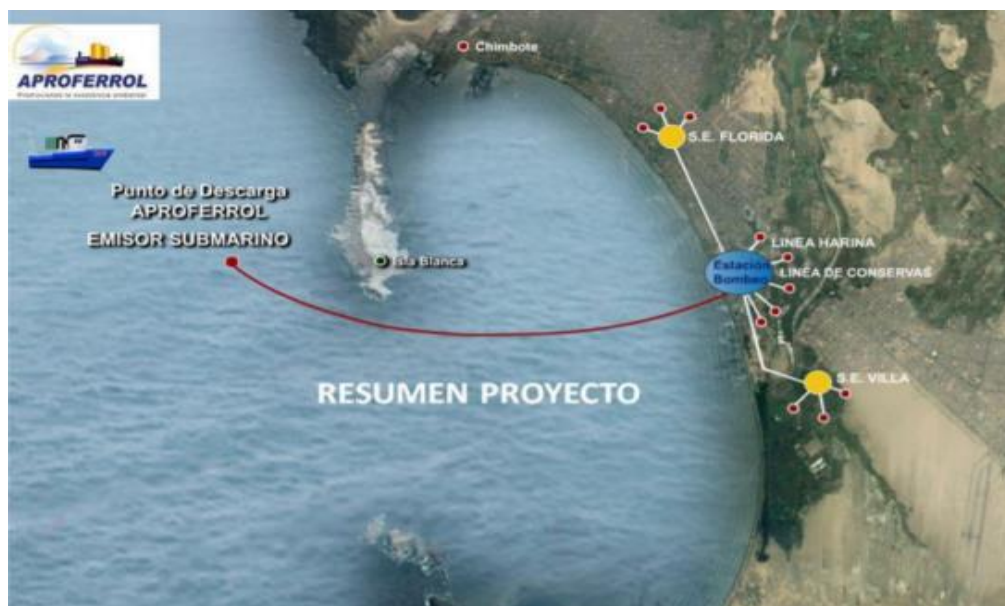 APROFERROL
Chimbote
S.E. FLORIDA
Punto de Descarga
APROFERROL
EMISOR SUBMARINO
Isla Blanca
LINEA HARINA
Estación
Bombeo
LINEA DE CONSERVAS
RESUMEN PROYECTO
S.E. VILLA